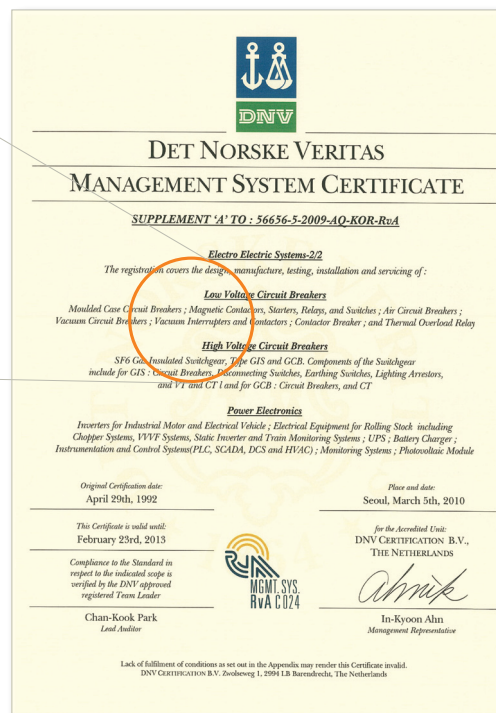 DNV
DET NORSKE VERITAS
MANAGEMENT SYSTEM CERTIFICATE
SUPPLEMENT ‘A’ TO : 56656-5-2009-AQ-KOR-RvA
Electro Electric Systems-2/2
The registration covers the design, manufacture, testing, installation and servicing of :
Low Voltage Circuit Breakers
Moulded Case Circuit Breakers ; Magnetic Contactors, Starters, Relays, and Switches ; Air Circuit Breakers ;
Vacuum Circuit Breakers ; Vacuum Interrupters and Contactors ; Contactor Breaker ; and Thermal Overload Relay
High Voltage Circuit Breakers
SF6 Gas Insulated Switchgear, Type GIS and GCB. Components of the Switchgear
include for GIS : Circuit Breakers, Disconnecting Switches, Earthing Switches, Lighting Arrestors,
and VT and CT l and for GCB : Circuit Breakers, and CT
Power Electronics
Inverters for Industrial Motor and Electrical Vehicle ; Electrical Equipment for Rolling Stock including
Chopper Systems, VVVF Systems, Static Inverter and Train Monitoring Systems ; UPS ; Battery Charger ;
Instrumentation and Control Systems(PLC, SCADA, DCS and HVAC) ; Monitoring Systems ; Photovoltaic Module
Original Certification date:
April 29th, 1992
Place and date:
Seoul, March 5th, 2010
This Certificate is valid until:
February 23rd, 2013
for the Accredited Unit:
DNV CERTIFICATION B.V.,
THE NETHERLANDS
Compliance to the Standard in
respect to the indicated scope is
verified by the DNV approved
registered Team Leader
RvA
MGMT. SYS.
RvA C 024
Chan-Kook Park
Lead Auditor
In-Kyoon Ahn
Management Representative
Lack of fulfilment of conditions as set out in the Appendix may render this Certificate invalid.
DNV CERTIFICATION B.V. Zwolseweg 1, 2994 LB Barendrecht, The Netherlands